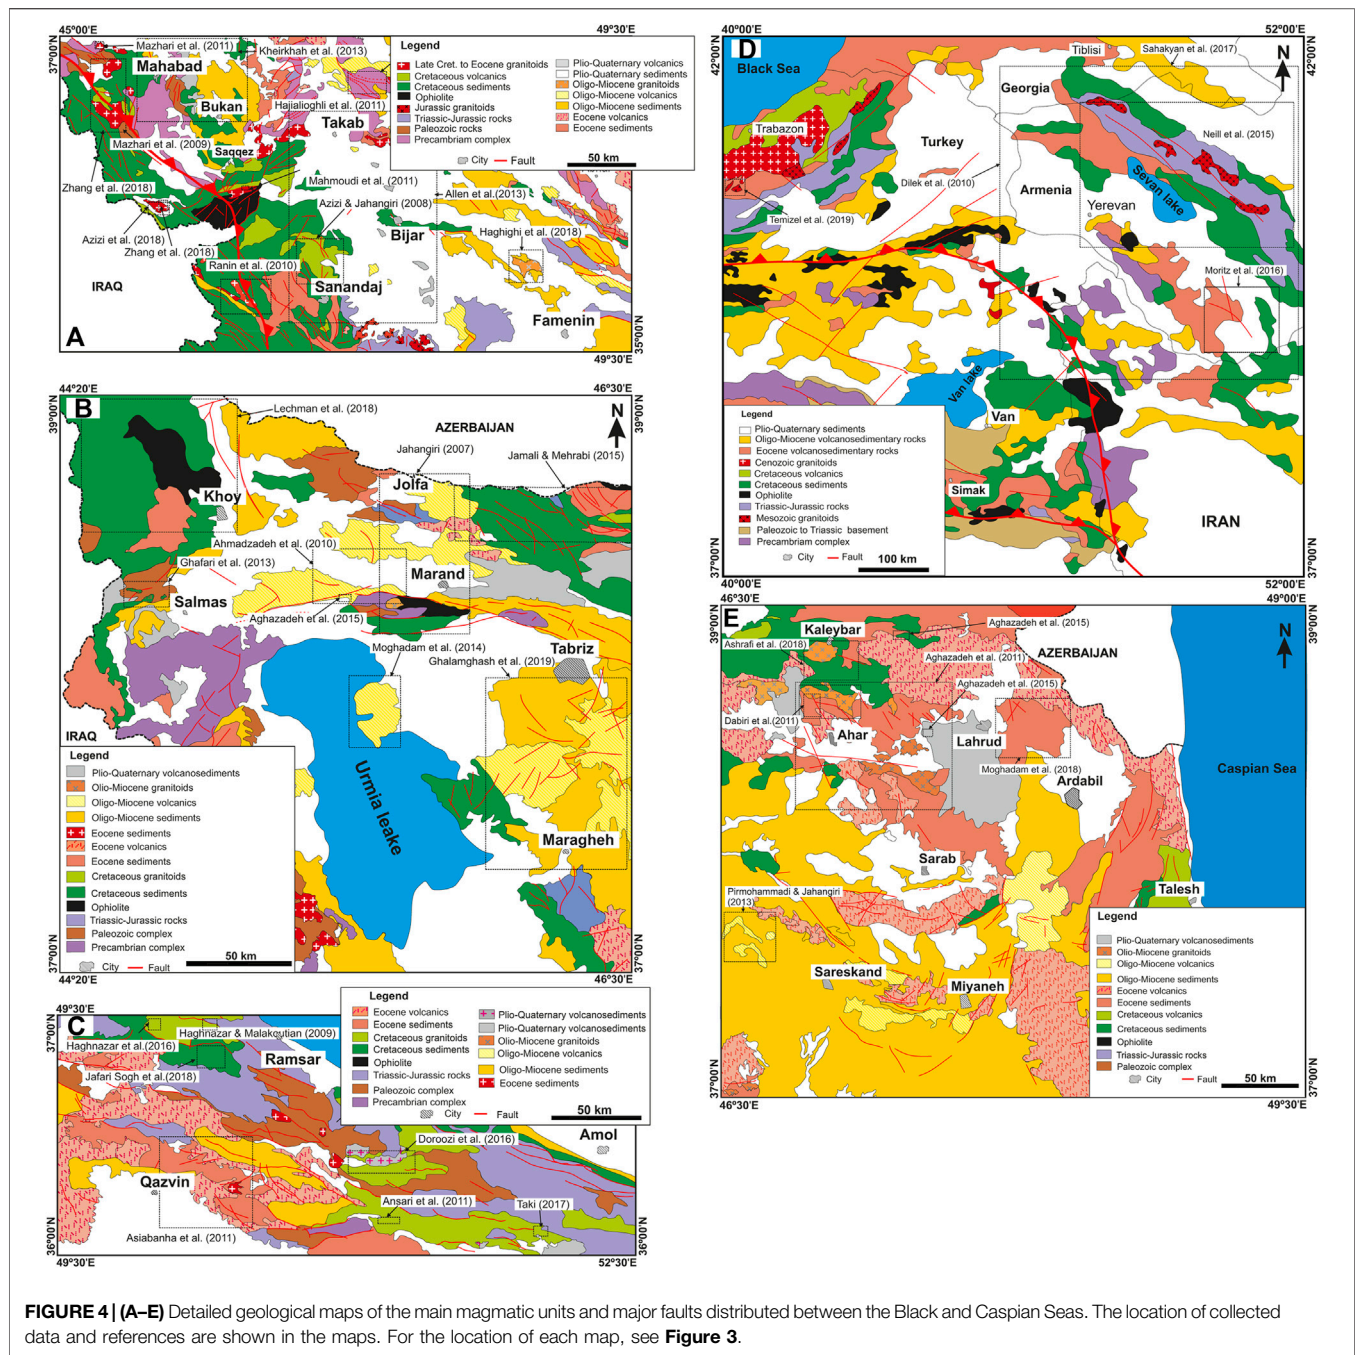 45°00'E
49°30'E
37°00'N
Mazhari et al. (2011)
Kheirkhah et al. (2013)
Mahabad
Bukan
Hajialioghli et al. (2011)
Takab
Mazhari et al. (2009)
Saqqez
Zhang et al. (2018)
Mahmoudi et al. (2011)
Allen et al.(2013)
Azizi & Jahangiri (2008)
Azizi et al. (2018)
Zhang et al. (2018)
Bijar
Haghighi et al. (2018)
Ranin et al. (2010)
IRAQ
Sanandaj
Famenin
A
35°00'N
49°30'E
Legend
Late Cret. to Eocene granitoids
Cretaceous volcanics
Cretaceous sediments
Ophiolite
Jurassic granitoids
Triassic-Jurassic rocks
Paleozoic rocks
Precambriam complex
Plio-Quaternary volcanics
Plio-Quaternary sediments
Oligo-Miocene granitoids
Oligo-Miocene volcanics
Oligo-Miocene sediments
Eocene volcanics
Eocene sediments
City
Fault
50 km
44°20'E
46°30'E
B
39°00'N
39°00'N
Lechman et al. (2018)
N
AZERBAIJAN
Jahangiri (2007)
Jamali & Mehrabi (2015)
Jolfa
Khoy
Ahmadzadeh et al. (2010)
Ghafari et al. (2013)
Marand
Salmas
Aghazadeh et al. (2015)
Moghadam et al. (2014)
Ghalamghash et al. (2019)
Tabriz
IRAQ
Urmia leake
Maragheh
Legend
Plio-Quaternary volcanosediments
Olio-Miocene granitoids
Oligo-Miocene volcanics
Oligo-Miocene sediments
Eocene sediments
Eocene volcanics
Eocene sediments
Cretaceous granitoids
Cretaceous sediments
Ophiolite
Triassic-Jurassic rocks
Paleozoic complex
Precambrian complex
City
Fault
50 km
37°00'N
37°00'N
44°20'E
46°30'E
49°30'E
C
37°00'N
Haghnazar & Malakoutian (2009)
Haghnazar et al.(2016)
Ramsar
Jafari Sogh et al.(2018)
Legend
Eocene volcanics
Eocene sediments
Cretaceous granitoids
Cretaceous sediments
Ophiolite
Triassic-Jurassic rocks
Paleozoic complex
Precambrian complex
Plio-Quaternary volcanosediments
Plio-Quaternary volcanosediments
Olio-Miocene granitoids
Oligo-Miocene volcanics
Oligo-Miocene sediments
Eocene sediments
City
Fault
50 km
Amol
Doroozi et al. (2016)
Qazvin
Ansari et al. (2011)
Taki (2017)
Asiabanha et al. (2011)
36°00'N
36°00'N
49°30'E
52°30'E
40°00'E
52°00'E
42°00'N
42°00'N
D
Black Sea
Tiblisi
Sahakyan et al. (2017)
N
Georgia
Trabazon
Turkey
Neill et al. (2015)
Dilek et al. (2010)
Armenia
Sevan lake
Yerevan
Temizel et al. (2019)
Moritz et al. (2016)
Van lake
Van
Simak
IRAN
Legend
Plio-Quaternary sediments
Oligo-Miocene volcanosedimentary rocks
Eocene volcanosedimentary rocks
Cenozoic granitoids
Cretaceous volcanics
Cretaceous sediments
Ophiolite
Triassic-Jurassic rocks
Mesozoic granitoids
Paleozoic to Triassic basement
Precambriam complex
City
Fault
100 km
37°00'N
37°00'N
40°00'E
52°00'E
46°30'E
49°00'E
39°00'N
39°00'N
E
Aghazadeh et al. (2015)
Kaleybar
N
Ashrafi et al. (2018)
AZERBAIJAN
Aghazadeh et al. (2011)
Aghazadeh et al. (2015)
Dabiri et al.(2011)
Ahar
Lahrud
Moghadam et al. (2018)
Caspian Sea
Ardabil
Sarab
Pirmohammadi & Jahangiri
(2013)
Talesh
Sareskand
Miyaneh
Legend
Plio-Quaternary volcanosediments
Olio-Miocene granitoids
Oligo-Miocene volcanics
Oligo-Miocene sediments
Eocene volcanics
Eocene sediments
Cretaceous volcanics
Cretaceous sediments
Ophiolite
Triassic-Jurassic rocks
Paleozoic complex
City
Fault
50 km
37°00'N
37°00'N
46°30'E
49°30'E
FIGURE 4 | (A–E) Detailed geological maps of the main magmatic units and major faults distributed between the Black and Caspian Seas. The location of collected
data and references are shown in the maps. For the location of each map, see Figure 3.